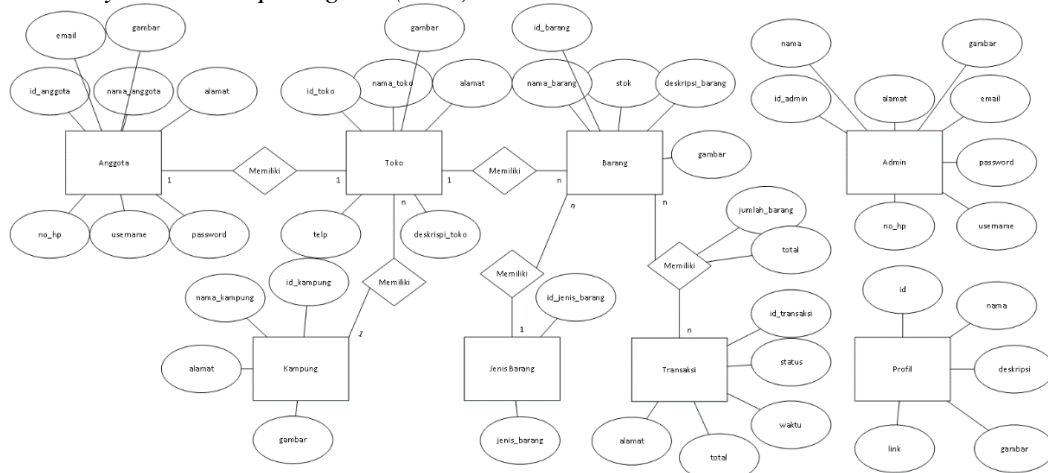 email
gambar
gambar
id_barang
nama
gambar
id_anggota
nama_anggota
alamat
id_toko
nama_toko
alamat
nama_barang
stok
deskripsi_barang
id_admin
alamat
email
Anggota
Memiliki
Toko
Memiliki
Barang
gambar
Admin
password
1
1
1
n
n
n
n
no_hp
username
password
telp
deskrispi_toko
jumlah_barang
total
no_hp
username
id_kampung
Memiliki
Memiliki
Memiliki
nama_kampung
id_jenis_barang
id
nama
1
1
n
id_transaksi
alamat
Kampung
Jenis Barang
Transaksi
status
Profil
deskripsi
gambar
jenis_barang
alamat
total
waktu
link
gambar